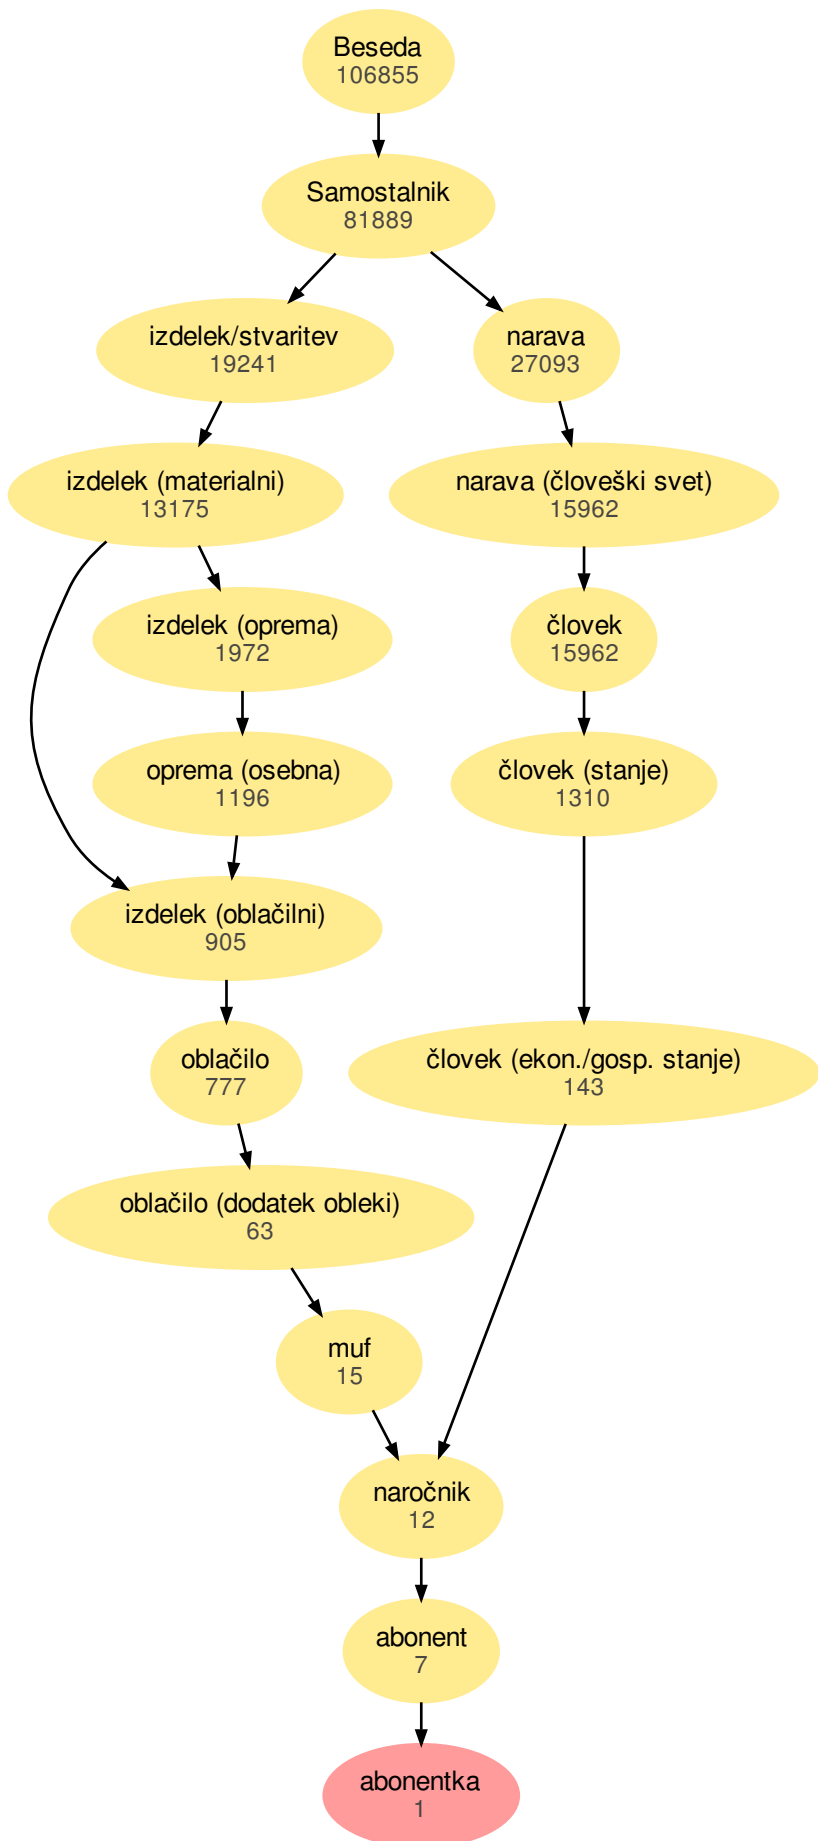 Beseda
106855
Samostalnik
81889
izdelek/stvaritev
19241
narava
27093
izdelek (materialni)
13175
narava (človeški svet)
15962
izdelek (oprema)
1972
človek
15962
oprema (osebna)
1196
človek (stanje)
1310
izdelek (oblačilni)
905
oblačilo
777
človek (ekon./gosp. stanje)
143
oblačilo (dodatek obleki)
63
muf
15
naročnik
12
abonent
7
abonentka
1